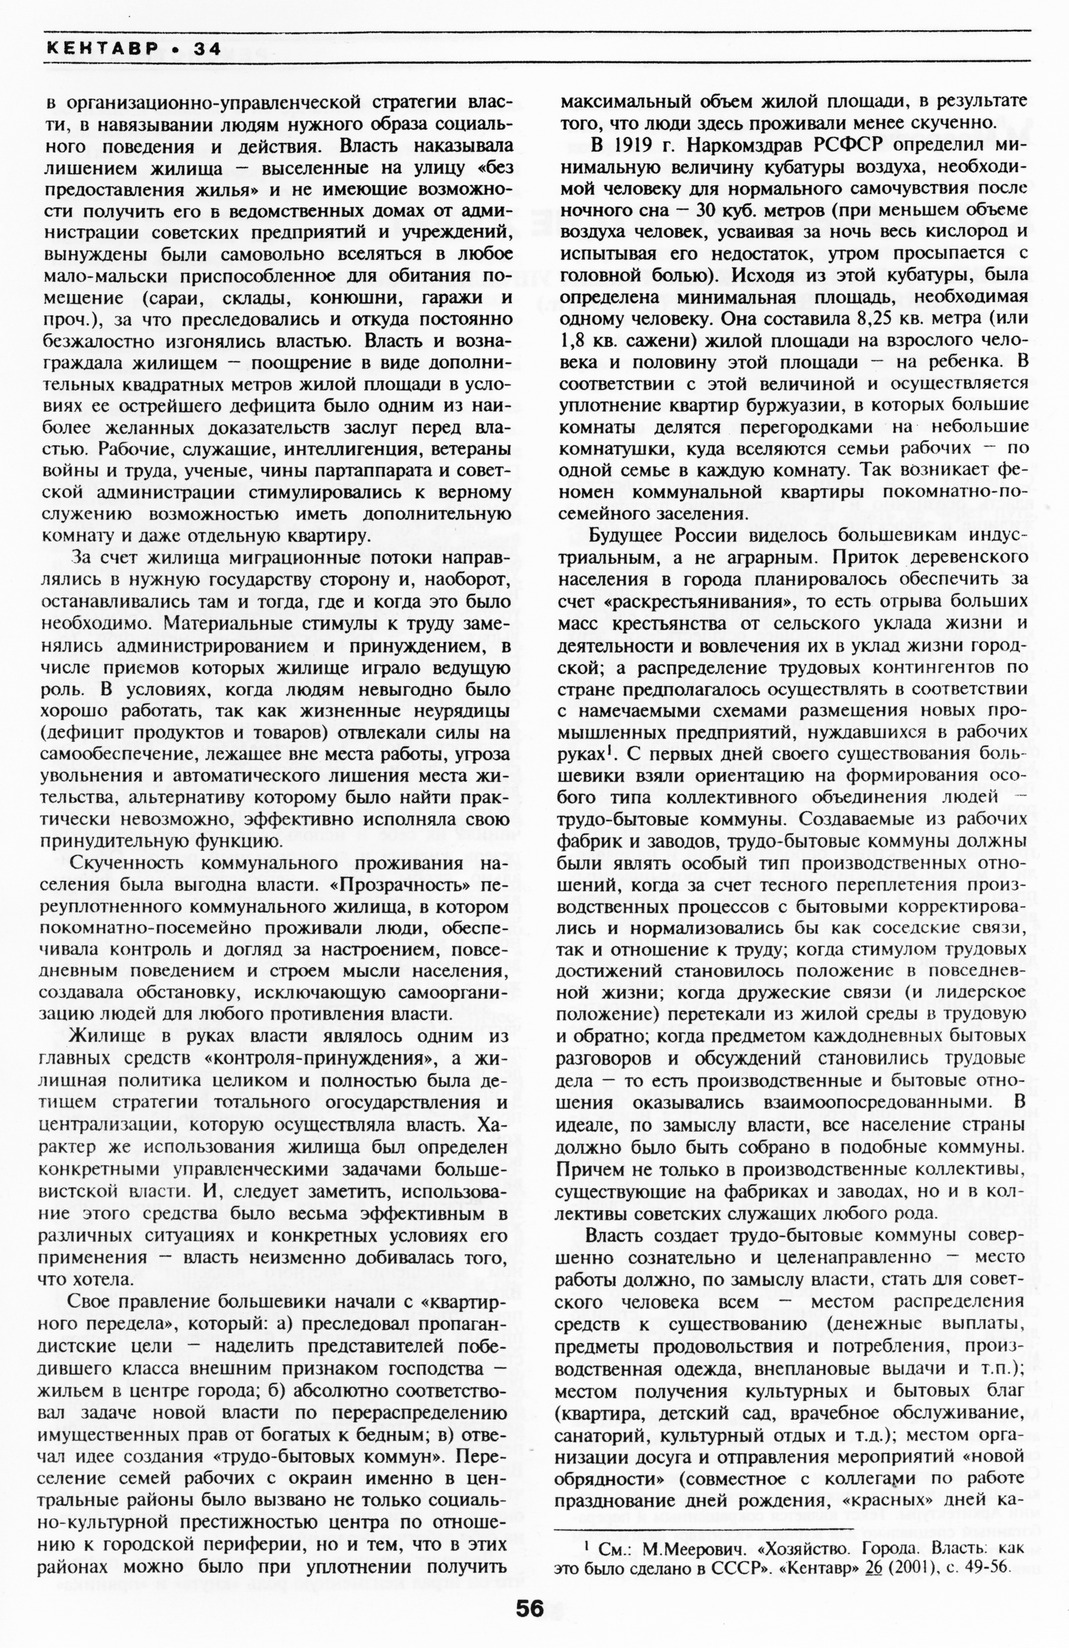 КЕНТАВР • 34
в организационно-управленческой стратегии влас-
ти, в навязывании людям нужного образа социаль-
ного поведения и действия. Власть наказывала
лишением жилища — выселенные на улицу «без
предоставления жилья» и не имеющие возможно-
сти получить его в ведомственных домах от адми-
нистрации советских предприятий и учреждений,
вынуждены были самовольно вселяться в любое
мало-мальски приспособленное для обитания по-
мещение (сараи, склады, конюшни, гаражи и
проч.), за что преследовались и откуда постоянно
безжалостно изгонялись властью. Власть и возна-
граждала жилищем — поощрение в виде дополни-
тельных квадратных метров жилой площади в усло-
виях ее острейшего дефицита было одним из наи-
более желанных доказательств заслуг перед вла-
стью. Рабочие, служащие, интеллигенция, ветераны
войны и труда, ученые, чины партаппарата и совет-
ской администрации стимулировались к верному
служению возможностью иметь дополнительную
комнату и даже отдельную квартиру.
За счет жилища миграционные потоки направ-
лялись в нужную государству сторону и, наоборот,
останавливались там и тогда, где и когда это было
необходимо. Материальные стимулы к труду заме-
нялись администрированием и принуждением, в
числе приемов которых жилище играло ведущую
роль. В условиях, когда людям невыгодно было
хорошо работать, так как жизненные неурядицы
(дефицит продуктов и товаров) отвлекали силы на
самообеспечение, лежащее вне места работы, угроза
увольнения и автоматического лишения места жи-
тельства, альтернативу которому было найти прак-
тически невозможно, эффективно исполняла свою
принудительную функцию.
Скученность коммунального проживания на-
селения была выгодна власти. «Прозрачность» пе-
реуплотненного коммунального жилища, в котором
покомнатно-посемейно проживали люди, обеспе-
чивала контроль и догляд за настроением, повсе-
дневным поведением и строем мысли населения,
создавала обстановку, исключающую самооргани-
зацию людей для любого противления власти.
Жилище в руках власти являлось одним из
главных средств «контроля-принуждения», а жи-
лищная политика целиком и полностью была де-
тищем стратегии тотального огосударствления и
централизации, которую осуществляла власть. Ха-
рактер же использования жилища был определен
конкретными управленческими задачами больше-
вистской власти. И, следует заметить, использова-
ние этого средства было весьма эффективным в
различных ситуациях и конкретных условиях его
применения — власть неизменно добивалась того,
что хотела.
Свое правление большевики начали с «квартир-
ного передела», который: а) преследовал пропаган-
дистские цели — наделить представителей побе-
дившего класса внешним признаком господства —
жильем в центре города; б) абсолютно соответство-
вал задаче новой власти по перераспределению
имущественных прав от богатых к бедным; в) отве-
чал идее создания «трудо-бытовых коммун». Пере-
селение семей рабочих с окраин именно в цен-
тральные районы было вызвано не только социаль-
но-культурной престижностью центра по отноше-
нию к городской периферии, но и тем, что в этих
районах можно было при уплотнении получить
максимальный объем жилой площади, в результате
того, что люди здесь проживали менее скученно.
В 1919 г. Наркомздрав РСФСР определил ми-
нимальную величину кубатуры воздуха, необходи-
мой человеку для нормального самочувствия после
ночного сна — 30 куб. метров (при меньшем объеме
воздуха человек, усваивая за ночь весь кислород и
испытывая его недостаток, утром просыпается с
головной болью). Исходя из этой кубатуры, была
определена минимальная площадь, необходимая
одному человеку. Она составила 8,25 кв. метра (или
1,8 кв. сажени) жилой площади на взрослого чело-
века и половину этой площади — на ребенка. В
соответствии с этой величиной и осуществляется
уплотнение квартир буржуазии, в которых большие
комнаты делятся перегородками на небольшие
комнатушки, куда вселяются семьи рабочих — по
одной семье в каждую комнату. Так возникает фе-
номен коммунальной квартиры покомнатно-по-
семейного заселения.
Будущее России виделось большевикам индус-
триальным, а не аграрным. Приток деревенского
населения в города планировалось обеспечить за
счет «раскрестьянивания», то есть отрыва больших
масс крестьянства от сельского уклада жизни и
деятельности и вовлечения их в уклад жизни город-
ской; а распределение трудовых контингентов по
стране предполагалось осуществлять в соответствии
с намечаемыми схемами размещения новых про-
мышленных предприятий, нуждавшихся в рабочих
руках¹. С первых дней своего существования боль-
шевики взяли ориентацию на формирования осо-
бого типа коллективного объединения людей —
трудо-бытовые коммуны. Создаваемые из рабочих
фабрик и заводов, трудо-бытовые коммуны должны
были являть особый тип производственных отно-
шений, когда за счет тесного переплетения произ-
водственных процессов с бытовыми корректирова-
лись и нормализовались бы как соседские связи,
так и отношение к труду; когда стимулом трудовых
достижений становилось положение в повседнев-
ной жизни; когда дружеские связи (и лидерское
положение) перетекали из жилой среды в трудовую
и обратно; когда предметом каждодневных бытовых
разговоров и обсуждений становились трудовые
дела — то есть производственные и бытовые отно-
шения оказывались взаимоопосредованными. В
идеале, по замыслу власти, все население страны
должно было быть собрано в подобные коммуны.
Причем не только в производственные коллективы,
существующие на фабриках и заводах, но и в кол-
лективы советских служащих любого рода.
Власть создает трудо-бытовые коммуны совер-
шенно сознательно и целенаправленно — место
работы должно, по замыслу власти, стать для совет-
ского человека всем — местом распределения
средств к существованию (денежные выплаты,
предметы продовольствия и потребления, произ-
водственная одежда, внеплановые выдачи и т.п.);
местом получения культурных и бытовых благ
(квартира, детский сад, врачебное обслуживание,
санаторий, культурный отдых и т.д.); местом орга-
низации досуга и отправления мероприятий «новой
обрядности» (совместное с коллегами по работе
празднование дней рождения, «красных» дней ка-
¹ См.: М.Меерович. «Хозяйство. Города. Власть: как
это было сделано в СССР». «Кентавр» 26 (2001), с. 49-56.
56